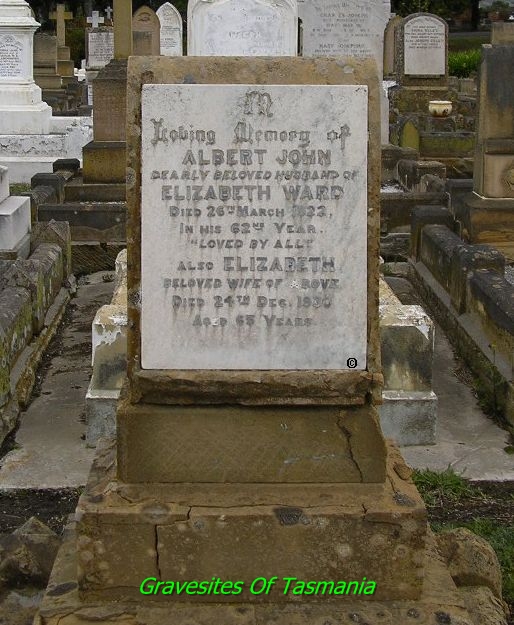 In
Loving Memory of
ALBERT JOHN
DEARLY BELOVED HUSBAND OF
ELIZABETH WARD
DIED 26TH MARCH
IN HIS 62ND YEAR.
"LOVED BY ALL"
ALSO ELIZABETH
BELOVED WIFE OF ABOVE
DIED 24TH DEC. 1930
AGED 65 YEARS
©
Gravesites Of Tasmania